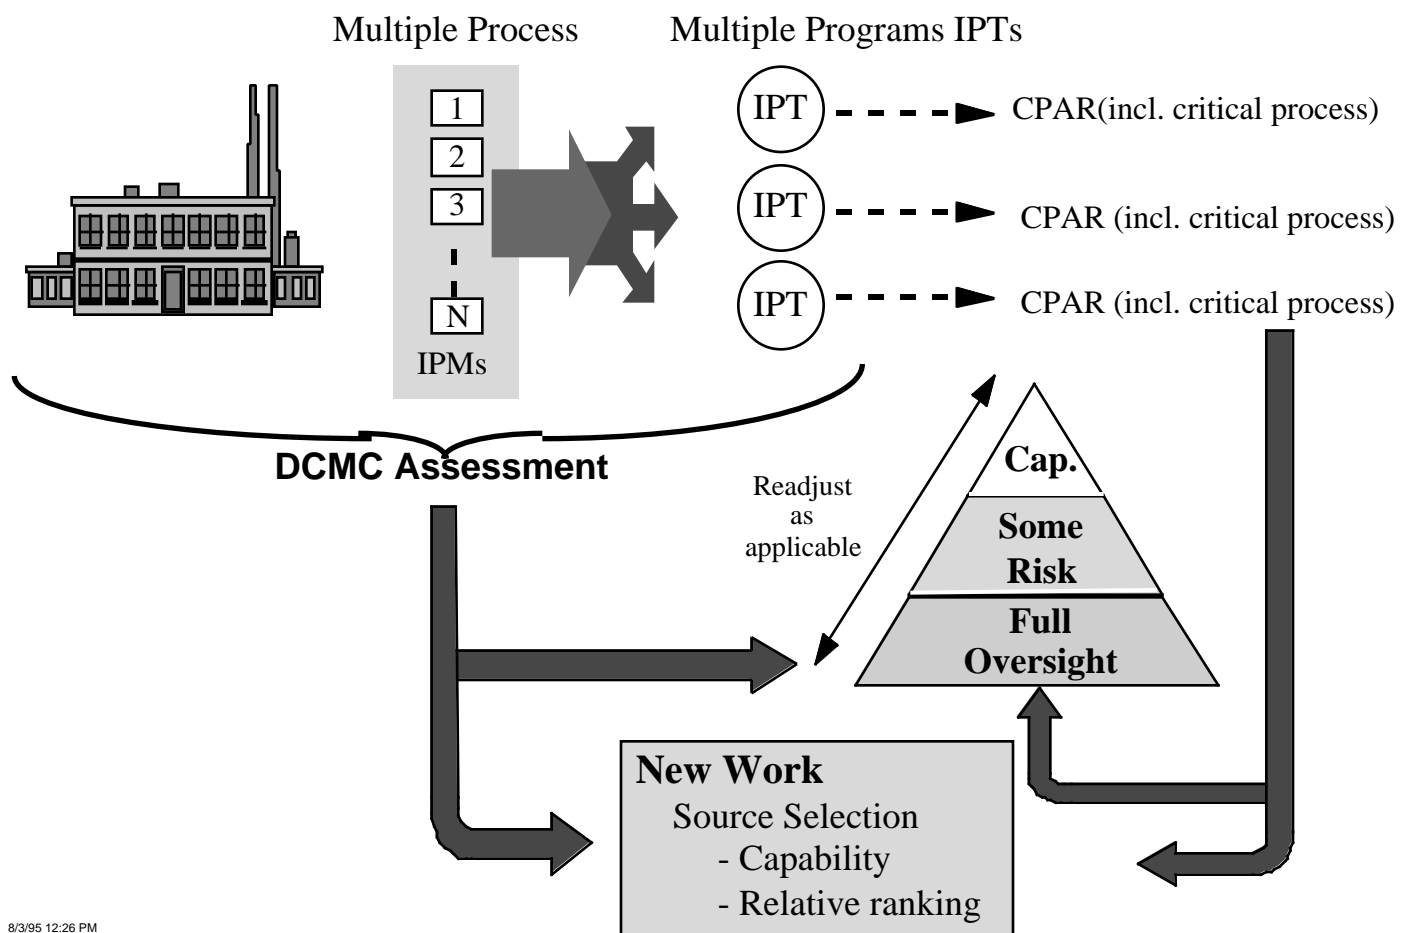 Multiple Process
Multiple Programs IPTs
1
2
3
N
IPMs
IPT
CPAR(incl. critical process)
IPT
CPAR (incl. critical process)
IPT
CPAR (incl. critical process)
DCMC Assessment
Readjust
as
applicable
Cap.
Some
Risk
Full
Oversight
New Work
Source Selection
- Capability
- Relative ranking
8/3/95 12:26 PM